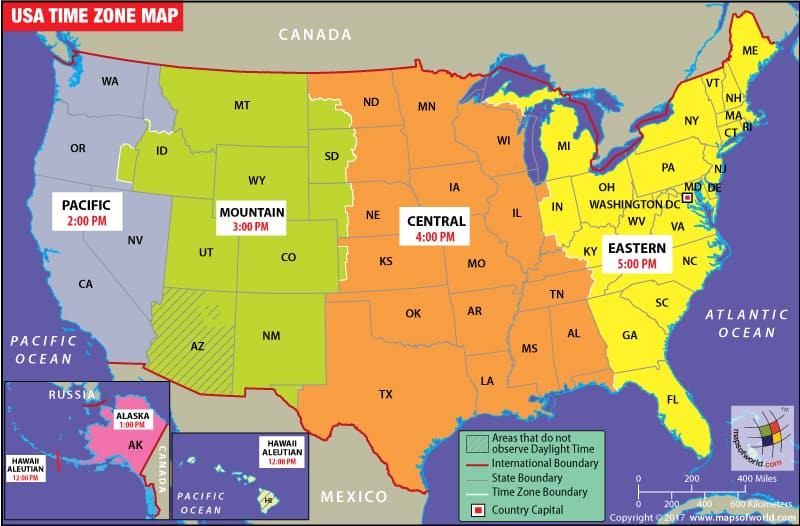 USA TIME ZONE MAP
CANADA
ME
WA
VT
NH
MT
ND
MN
NY
MA
CT
RI
OR
ID
SD
WI
MI
WY
PA
NJ
IA
OH
MD
DE
PACIFIC
2:00 PM
MOUNTAIN
3:00 PM
NE
CENTRAL
4:00 PM
IL
IN
WASHINGTON DC
WV
VA
NV
UT
CO
KS
MO
KY
EASTERN
5:00 PM
NC
CA
TN
SC
OK
AR
AZ
NM
MS
AL
GA
ATLANTIC
OCEAN
PACIFIC
OCEAN
TX
LA
FL
RUSSIA
ALASKA
1:00 PM
AK
CANADA
HAWAII
ALEUTIAN
12:00 PM
HAWAII
ALEUTIAN
12:00 PM
PACIFIC
OCEAN
HI
MEXICO
Areas that do not
observe Daylight Time
International Boundary
State Boundary
Time Zone Boundary
Country Capital
TM
mapsofworld.com
0 200 400 Miles
0 200 400 600 Kilometers
Copyright © 2017 www.mapsofworld.com